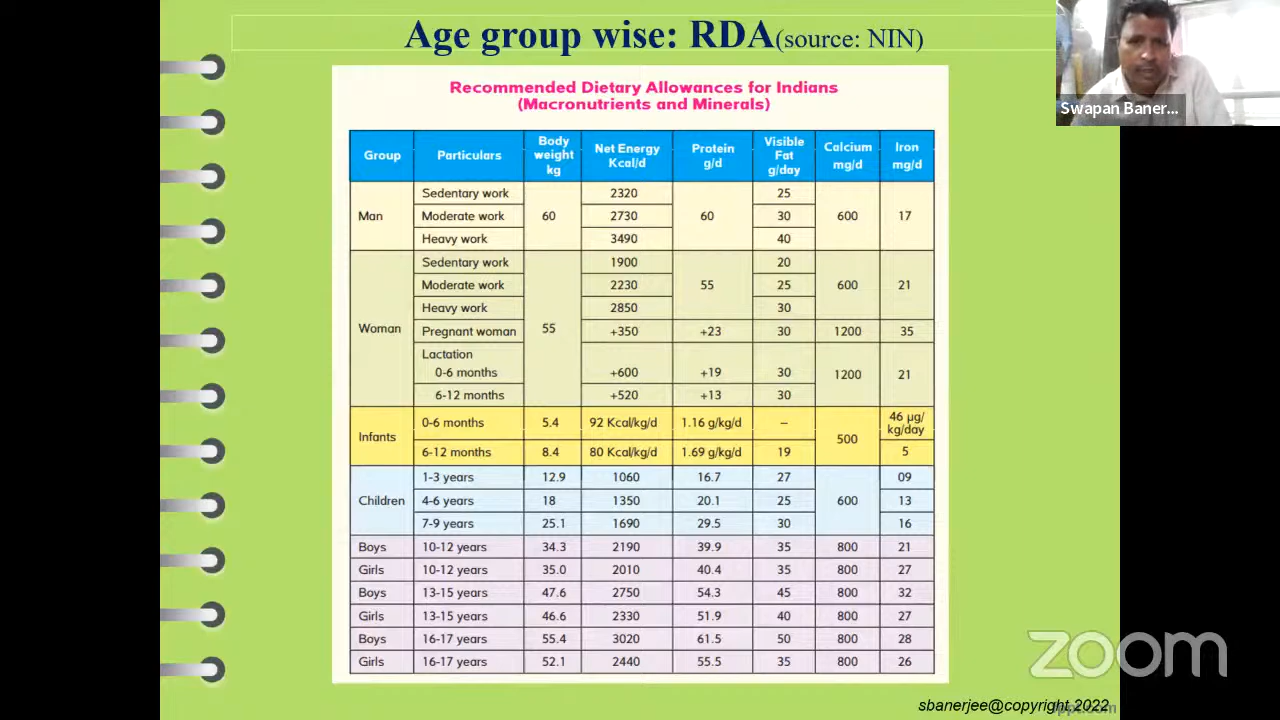 Age group wise: RDA(source: NIN)
Swapan Baner...
Recommended Dietary Allowances for Indians
(Macronutrients and Minerals)
Group Particulars Body weight kg Net Energy Kcal/d Protein g/d Visible Fat g/day Calcium mg/d Iron mg/d
Man Sedentary work 60 2320 60 25 600 17
Moderate work 2730 30
Heavy work 3490 40
Woman Sedentary work 55 1900 55 20 600 21
Moderate work 2230 25
Heavy work 2850 30
Pregnant woman +350 +23 30 1200 35
Lactation
0-6 months +600 +19 30 1200 21
6-12 months +520 +13 30
Infants 0-6 months 5.4 92 Kcal/kg/d 1.16 g/kg/d – 500 46 µg/kg/day
6-12 months 8.4 80 Kcal/kg/d 1.69 g/kg/d 19 5
Children 1-3 years 12.9 1060 16.7 27 600 09
4-6 years 18 1350 20.1 25 13
7-9 years 25.1 1690 29.5 30 16
Boys 10-12 years 34.3 2190 39.9 35 800 21
Girls 10-12 years 35.0 2010 40.4 35 800 27
Boys 13-15 years 47.6 2750 54.3 45 800 32
Girls 13-15 years 46.6 2330 51.9 40 800 27
Boys 16-17 years 55.4 3020 61.5 50 800 28
Girls 16-17 years 52.1 2440 55.5 35 800 26
zoom
sbanerjee@copyright 2022